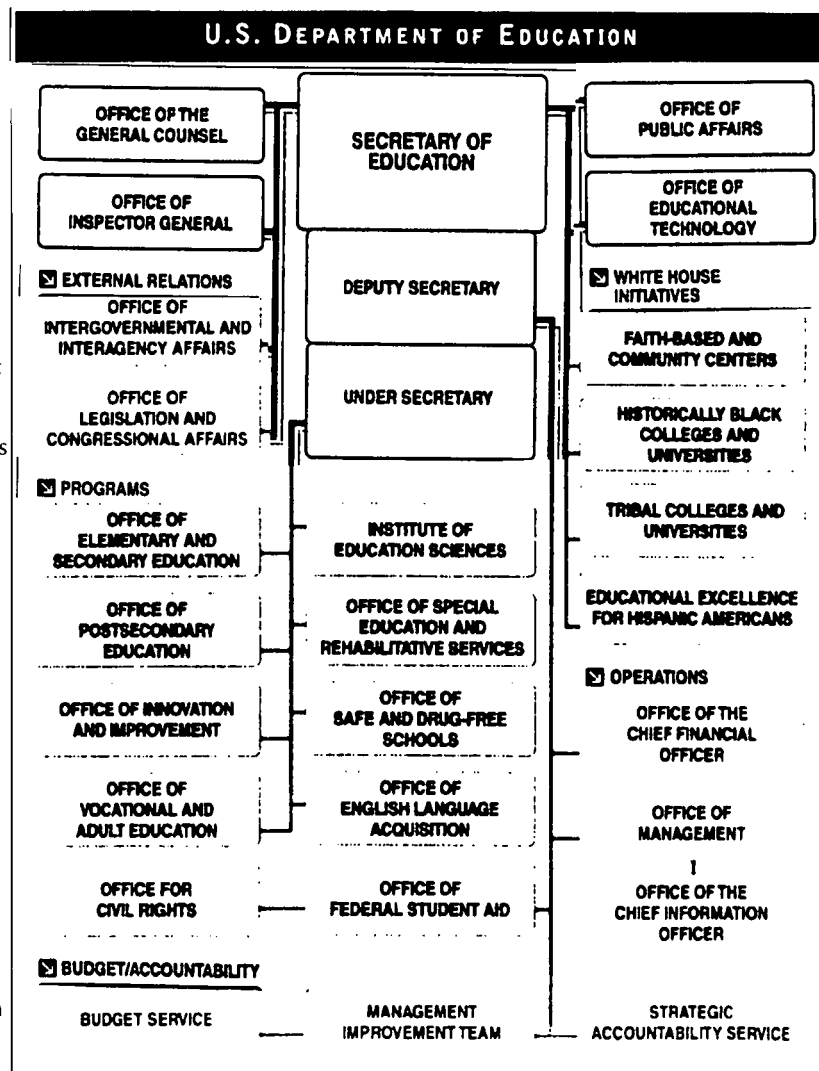 U.S. DEPARTMENT OF EDUCATION
OFFICE OF THE
GENERAL COUNSEL
SECRETARY OF
EDUCATION
OFFICE OF
PUBLIC AFFAIRS
OFFICE OF
INSPECTOR GENERAL
OFFICE OF
EDUCATIONAL
TECHNOLOGY
EXTERNAL RELATIONS
DEPUTY SECRETARY
WHITE HOUSE
INITIATIVES
OFFICE OF
INTERGOVERNMENTAL AND
INTERAGENCY AFFAIRS
FAITH-BASED AND
COMMUNITY CENTERS
OFFICE OF
LEGISLATION AND
CONGRESSIONAL AFFAIRS
UNDER SECRETARY
HISTORICALLY BLACK
COLLEGES AND
UNIVERSITIES
s
PROGRAMS
OFFICE OF
ELEMENTARY AND
SECONDARY EDUCATION
INSTITUTE OF
EDUCATION SCIENCES
TRIBAL COLLEGES AND
UNIVERSITIES
OFFICE OF
POSTSECONDARY
EDUCATION
OFFICE OF SPECIAL
EDUCATION AND
REHABILITATIVE SERVICES
EDUCATIONAL EXCELLENCE
FOR HISPANIC AMERICANS
OPERATIONS
OFFICE OF INNOVATION
AND IMPROVEMENT
OFFICE OF
SAFE AND DRUG-FREE
SCHOOLS
OFFICE OF THE
CHIEF FINANCIAL
OFFICER
OFFICE OF
VOCATIONAL AND
ADULT EDUCATION
OFFICE OF
ENGLISH LANGUAGE
ACQUISITION
OFFICE OF
MANAGEMENT
OFFICE FOR
CIVIL RIGHTS
OFFICE OF
FEDERAL STUDENT AID
OFFICE OF THE
CHIEF INFORMATION
OFFICER
BUDGET/ACCOUNTABILITY
BUDGET SERVICE
MANAGEMENT
IMPROVEMENT TEAM
STRATEGIC
ACCOUNTABILITY SERVICE